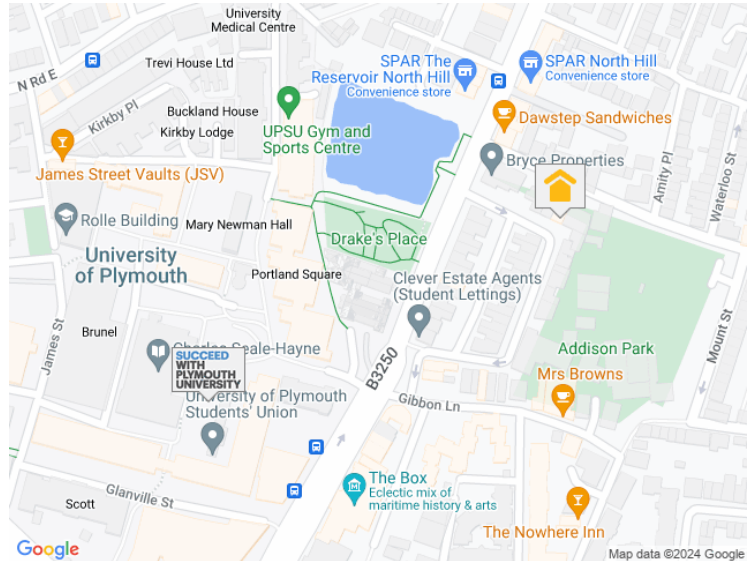 University
Medical Centre
N Rd E
Trevi House Ltd
SPAR The
Reservoir North Hill
Convenience store
SPAR North Hill
Convenience store
Kirkby Pl
Buckland House
Kirkby Lodge
UPSU Gym and
Sports Centre
Dawstep Sandwiches
James Street Vaults (JSV)
Bryce Properties
Amity Pl
Waterloo St
Rolle Building
Mary Newman Hall
Drake's Place
University
of Plymouth
Portland Square
Clever Estate Agents
(Student Lettings)
James St
Brunel
Charles Seale-Hayne
SUCCEED
WITH
PLYMOUTH
UNIVERSITY
B3250
Addison Park
Mount St
Mrs Browns
University of Plymouth
Students' Union
Gibbon Ln
Scott
Glanville St
The Box
Eclectic mix of
maritime history & arts
The Nowhere Inn
Google
Map data ©2024 Google